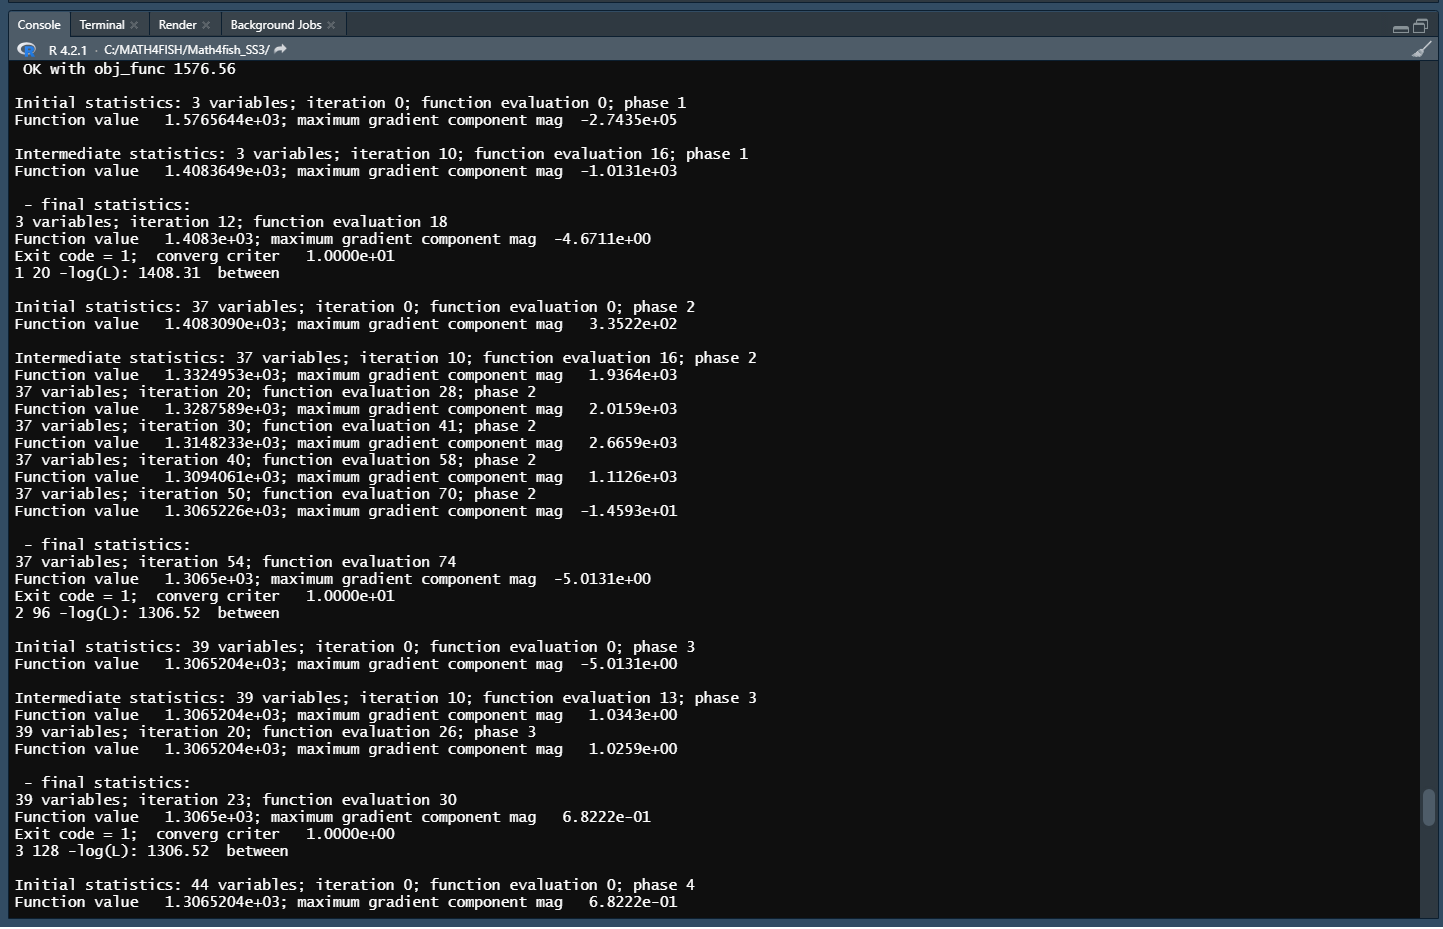 Console Terminal Render Background Jobs
R 4.2.1 · C:/MATH4FISH/Math4fish_SS3/
OK with obj_func 1576.56
Initial statistics: 3 variables; iteration 0; function evaluation 0; phase 1
Function value 1.5765644e+03; maximum gradient component mag -2.7435e+05
Intermediate statistics: 3 variables; iteration 10; function evaluation 16; phase 1
Function value 1.4083649e+03; maximum gradient component mag -1.0131e+03
- final statistics:
3 variables; iteration 12; function evaluation 18
Function value 1.4083e+03; maximum gradient component mag -4.6711e+00
Exit code = 1; converg criter 1.0000e+01
1 20 -log(L): 1408.31 between
Initial statistics: 37 variables; iteration 0; function evaluation 0; phase 2
Function value 1.4083090e+03; maximum gradient component mag 3.3522e+02
Intermediate statistics: 37 variables; iteration 10; function evaluation 16; phase 2
Function value 1.3324953e+03; maximum gradient component mag 1.9364e+03
37 variables; iteration 20; function evaluation 28; phase 2
Function value 1.3287589e+03; maximum gradient component mag 2.0159e+03
37 variables; iteration 30; function evaluation 41; phase 2
Function value 1.3148233e+03; maximum gradient component mag 2.6659e+03
37 variables; iteration 40; function evaluation 58; phase 2
Function value 1.3094061e+03; maximum gradient component mag 1.1126e+03
37 variables; iteration 50; function evaluation 70; phase 2
Function value 1.3065226e+03; maximum gradient component mag -1.4593e+01
- final statistics:
37 variables; iteration 54; function evaluation 74
Function value 1.3065e+03; maximum gradient component mag -5.0131e+00
Exit code = 1; converg criter 1.0000e+01
2 96 -log(L): 1306.52 between
Initial statistics: 39 variables; iteration 0; function evaluation 0; phase 3
Function value 1.3065204e+03; maximum gradient component mag -5.0131e+00
Intermediate statistics: 39 variables; iteration 10; function evaluation 13; phase 3
Function value 1.3065204e+03; maximum gradient component mag 1.0343e+00
39 variables; iteration 20; function evaluation 26; phase 3
Function value 1.3065204e+03; maximum gradient component mag 1.0259e+00
- final statistics:
39 variables; iteration 23; function evaluation 30
Function value 1.3065e+03; maximum gradient component mag 6.8222e-01
Exit code = 1; converg criter 1.0000e+00
3 128 -log(L): 1306.52 between
Initial statistics: 44 variables; iteration 0; function evaluation 0; phase 4
Function value 1.3065204e+03; maximum gradient component mag 6.8222e-01